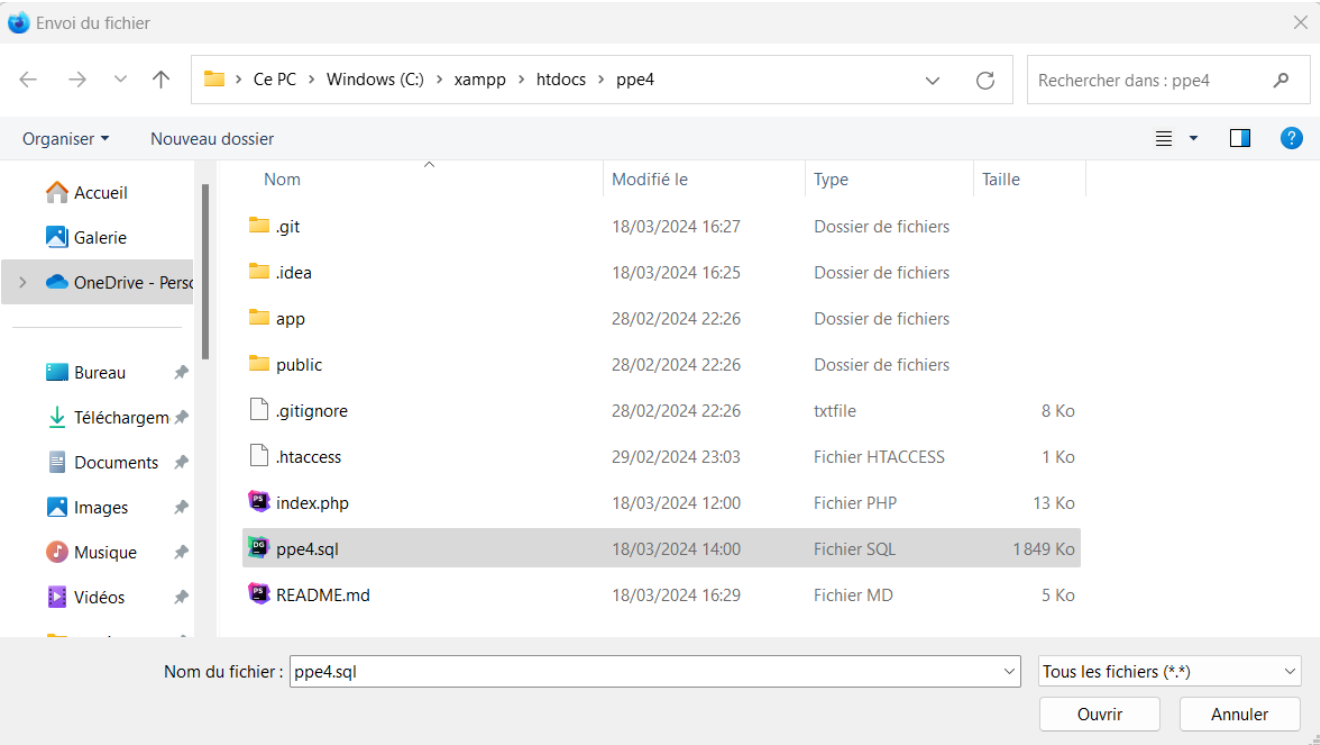 Envoi du fichier
Ce PC > Windows (C:) > xampp > htdocs > ppe4
Rechercher dans : ppe4
Organiser
Nouveau dossier
?
Accueil
Galerie
OneDrive - Perso
Bureau
Téléchargem
Documents
Images
Musique
Vidéos
Nom Modifié le Type Taille
.git 18/03/2024 16:27 Dossier de fichiers
.idea 18/03/2024 16:25 Dossier de fichiers
app 28/02/2024 22:26 Dossier de fichiers
public 28/02/2024 22:26 Dossier de fichiers
.gitignore 28/02/2024 22:26 txtfile 8 Ko
.htaccess 29/02/2024 23:03 Fichier HTACCESS 1 Ko
PS index.php 18/03/2024 12:00 Fichier PHP 13 Ko
DG ppe4.sql 18/03/2024 14:00 Fichier SQL 1 849 Ko
PS README.md 18/03/2024 16:29 Fichier MD 5 Ko
Nom du fichier : ppe4.sql
Tous les fichiers (*.*)
Ouvrir
Annuler